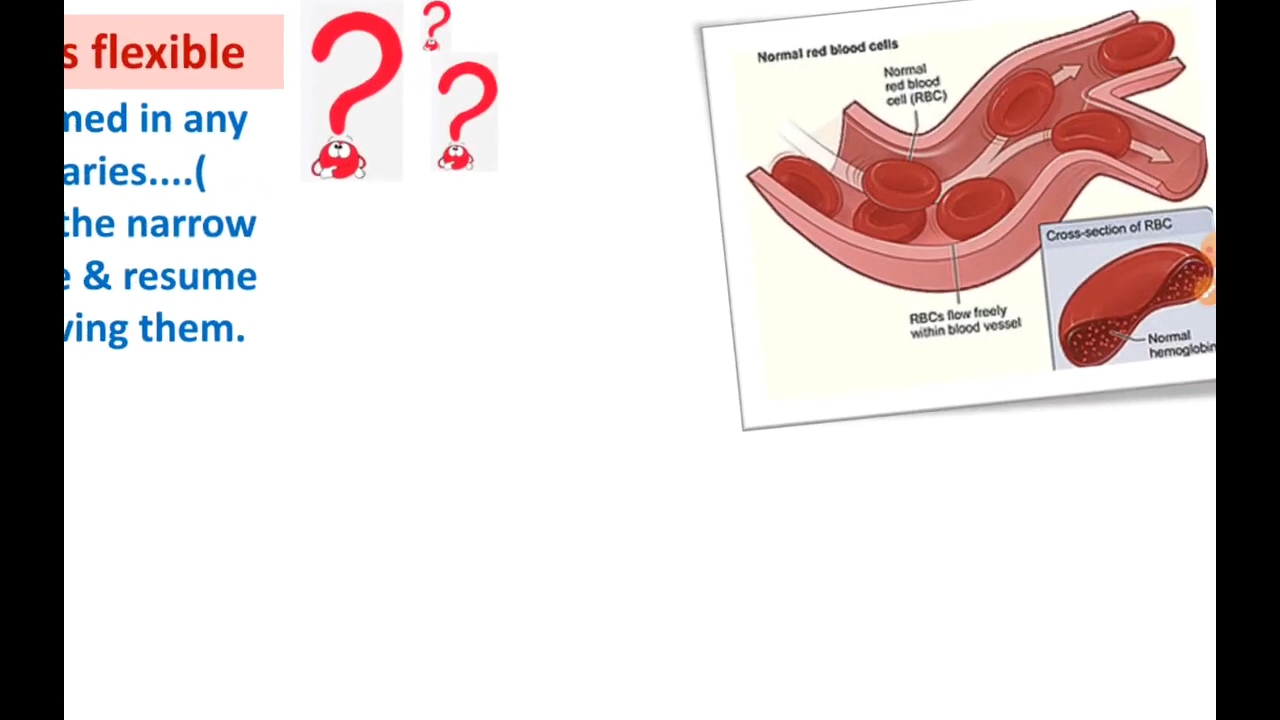 s flexible
med in any
aries....(
the narrow
e & resume
ving them.
Normal red blood cells
Normal
red blood
cell (RBC)
RBCs flow freely
within blood vessel
Cross-section of RBC
Normal
hemoglobin